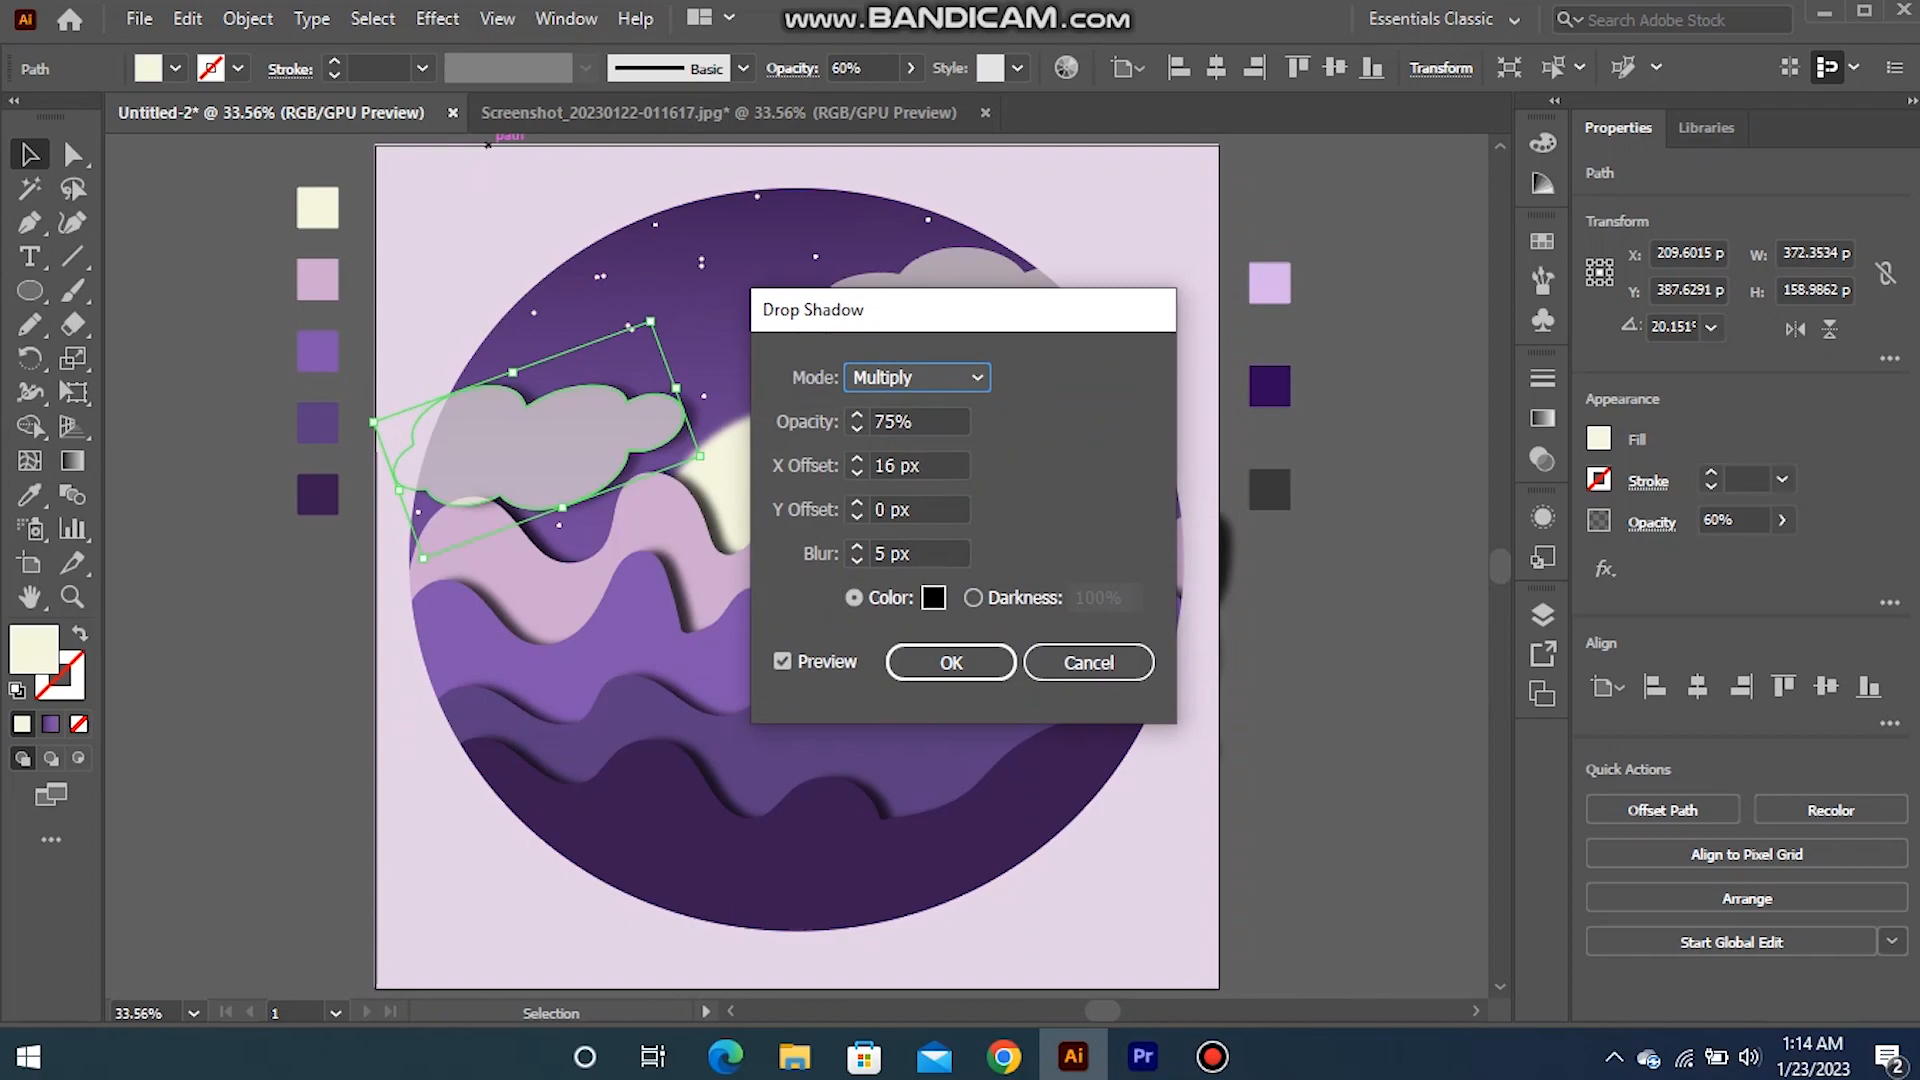 Ai File Edit Object Type Select Effect View Window Help www.BANDICAM.com Essentials Classic Search Adobe Stock
Path Stroke: Basic Opacity: 60% Style: Transform
Untitled-2* @ 33.56% (RGB/GPU Preview) Screenshot_20230122-011617.jpg* @ 33.56% (RGB/GPU Preview)
path
Properties Libraries
Path
Transform
X: 209.6015 p W: 372.3534 p
Y: 387.6291 p H: 158.9862 p
20.151°
Appearance
Fill
Stroke
Opacity 60%
fx.
Align
Quick Actions
Offset Path Recolor
Align to Pixel Grid
Arrange
Start Global Edit
Drop Shadow
Mode: Multiply
Opacity: 75%
X Offset: 16 px
Y Offset: 0 px
Blur: 5 px
Color: Darkness: 100%
Preview OK Cancel
33.56% 1 Selection
Ai Pr 1:14 AM
1/23/2023 2